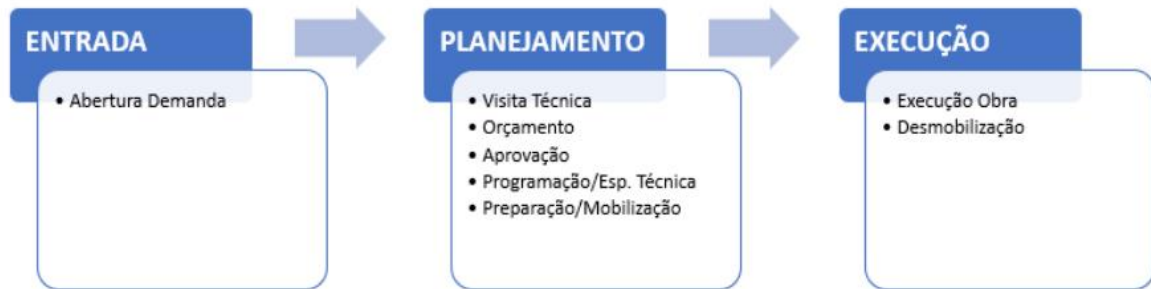 ENTRADA
• Abertura Demanda
PLANEJAMENTO
• Visita Técnica
• Orçamento
• Aprovação
• Programação/Esp. Técnica
• Preparação/Mobilização
EXECUÇÃO
• Execução Obra
• Desmobilização